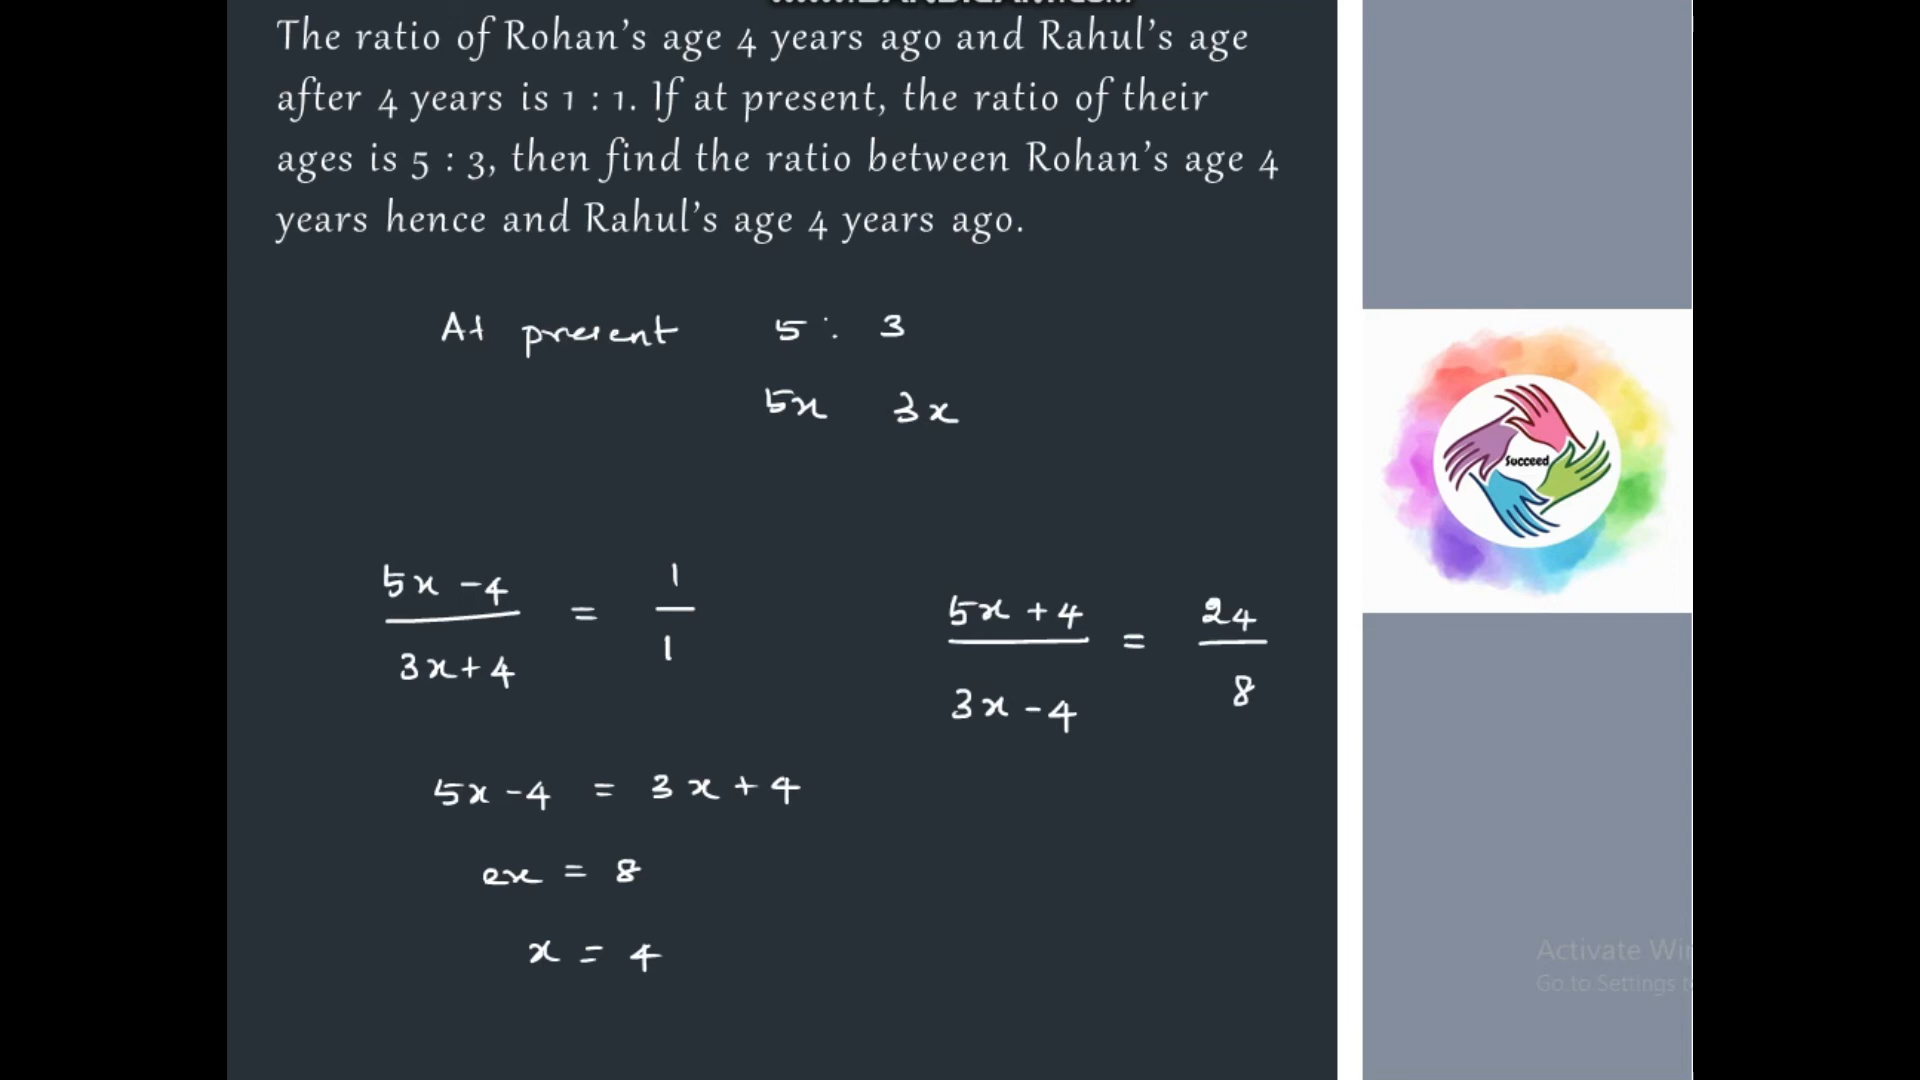 The ratio of Rohan's age 4 years ago and Rahul's age
after 4 years is 1 : 1. If at present, the ratio of their
ages is 5 : 3, then find the ratio between Rohan's age 4
years hence and Rahul's age 4 years ago.
At present 5 : 3
5x 3x
Succeed
5x - 4 / 3x + 4 = 1 / 1
5x + 4 / 3x - 4 = 24 / 8
5x - 4 = 3x + 4
2x = 8
x = 4
Activate Wi
Go to Settings t